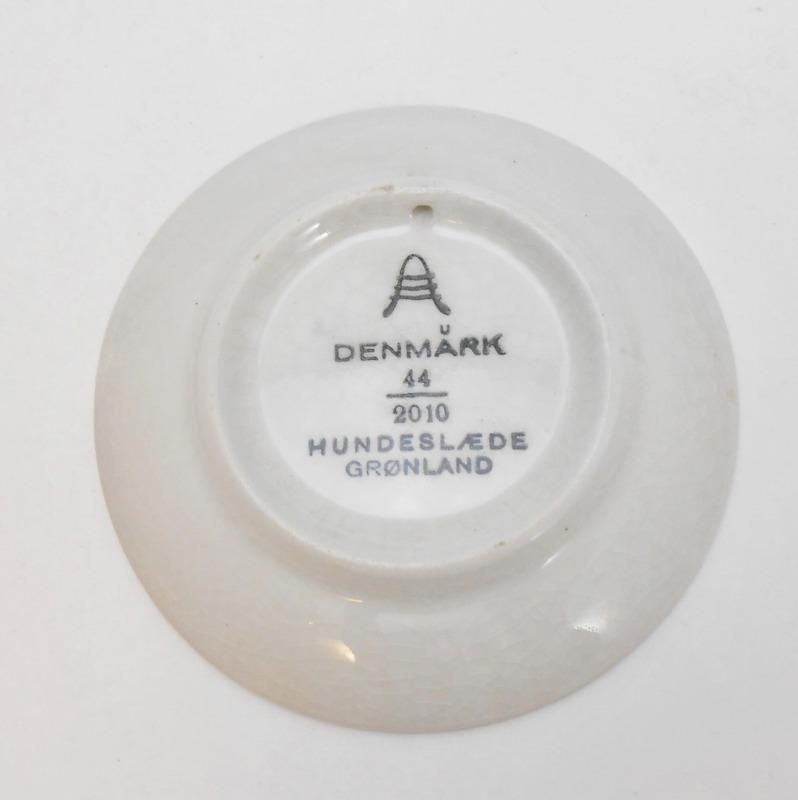 DENMARK
44
2010
HUNDESLÆDE
GRØNLAND